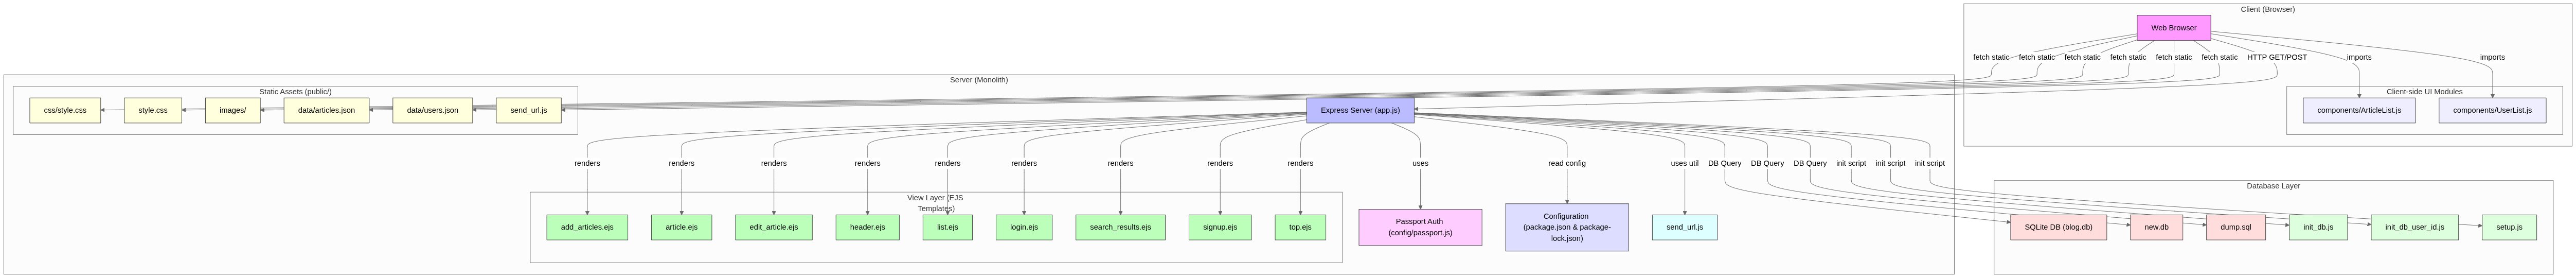 Client (Browser)
Web Browser
fetch static
fetch static
fetch static
fetch static
fetch static
fetch static
HTTP GET/POST
imports
imports
Server (Monolith)
Static Assets (public/)
css/style.css
style.css
images/
data/articles.json
data/users.json
send_url.js
Express Server (app.js)
Client-side UI Modules
components/ArticleList.js
components/UserList.js
renders
renders
renders
renders
renders
renders
renders
renders
renders
uses
read config
uses util
DB Query
DB Query
DB Query
init script
init script
init script
View Layer (EJS
Templates)
add_articles.ejs
article.ejs
edit_article.ejs
header.ejs
list.ejs
login.ejs
search_results.ejs
signup.ejs
top.ejs
Passport Auth
(config/passport.js)
Configuration
(package.json & package-
lock.json)
send_url.js
Database Layer
SQLite DB (blog.db)
new.db
dump.sql
init_db.js
init_db_user_id.js
setup.js